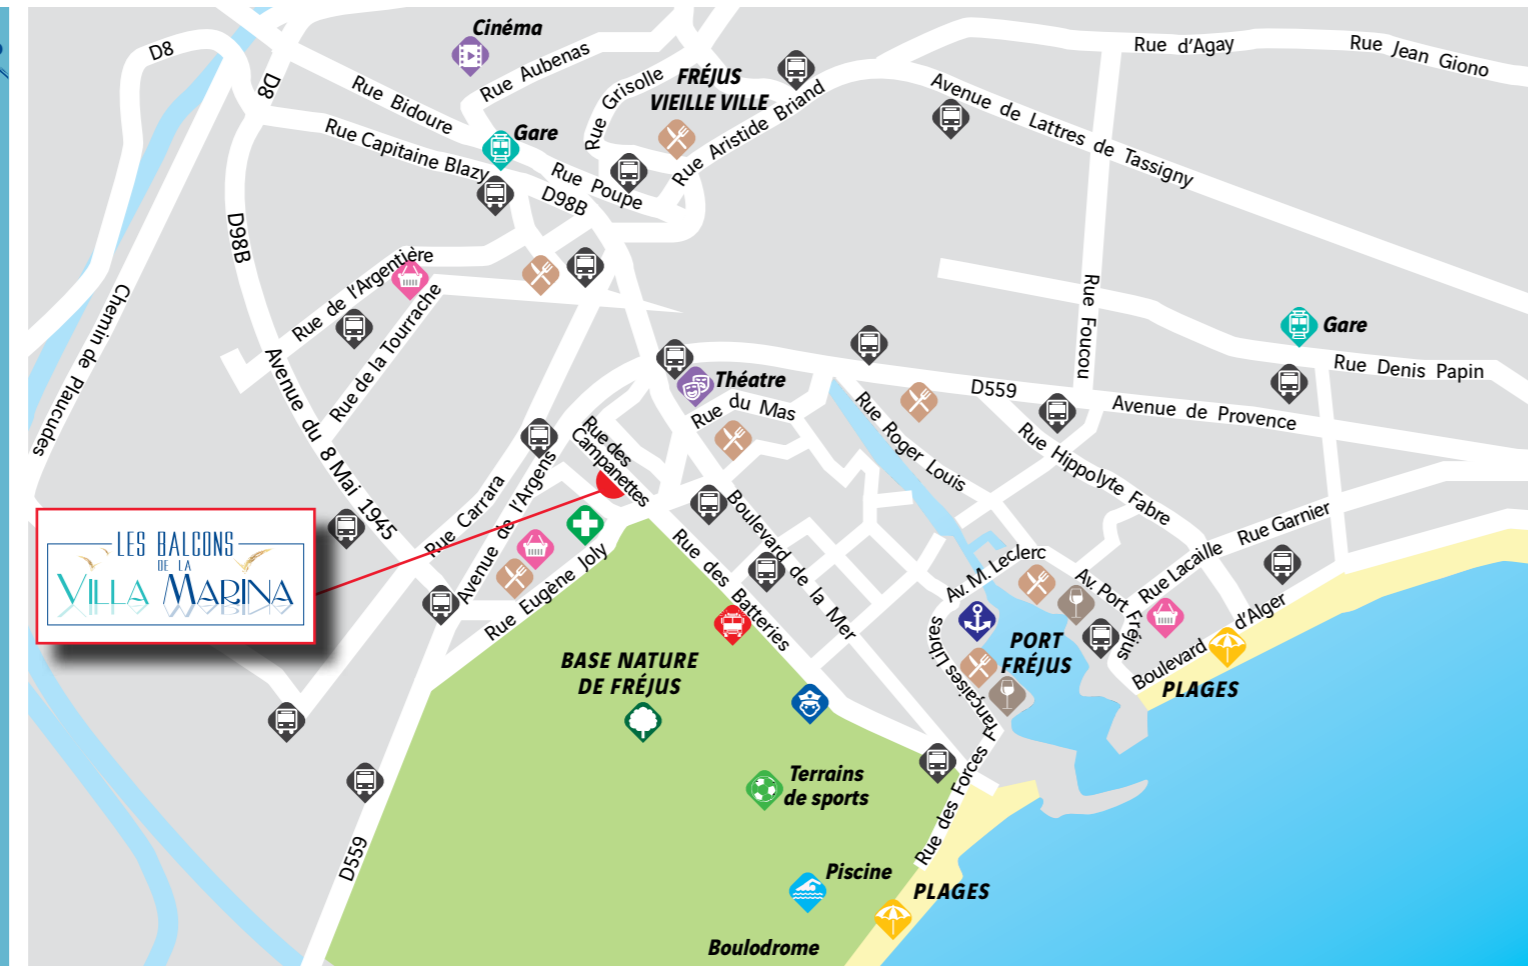 Cinéma
D8
Rue d'Agay
Rue Jean Giono
D8
Rue Bidoure
Rue Aubenas
Rue Grisolle
FRÉJUS
VIEILLE VILLE
Rue Aristide Briand
Avenue de Lattres de Tassigny
Rue Capitaine Blazy
Gare
Rue Poupe
D98B
D98B
Rue de l'Argentière
Rue de la Tourrache
Chemin de Plaucudes
Avenue du 8 Mai 1945
Rue Foucou
Gare
Rue Denis Papin
Théatre
Rue du Mas
D559
Avenue de Provence
Rue Roger Louis
Rue Hippolyte Fabre
Rue des
Campanettes
Rue Carrara
Avenue de l'Argens
Rue Eugène Joly
Rue des Batteries
Boulevard de la Mer
LES BALCONS
DE LA
VILLA MARINA
Av. M. Leclerc
Av. Port Fréjus
Rue Lacaille
Rue Garnier
Boulevard d'Alger
PORT
FRÉJUS
PLAGES
BASE NATURE
DE FRÉJUS
Rue des Forces Françaises Libres
Terrains
de sports
D559
Piscine
PLAGES
Boulodrome